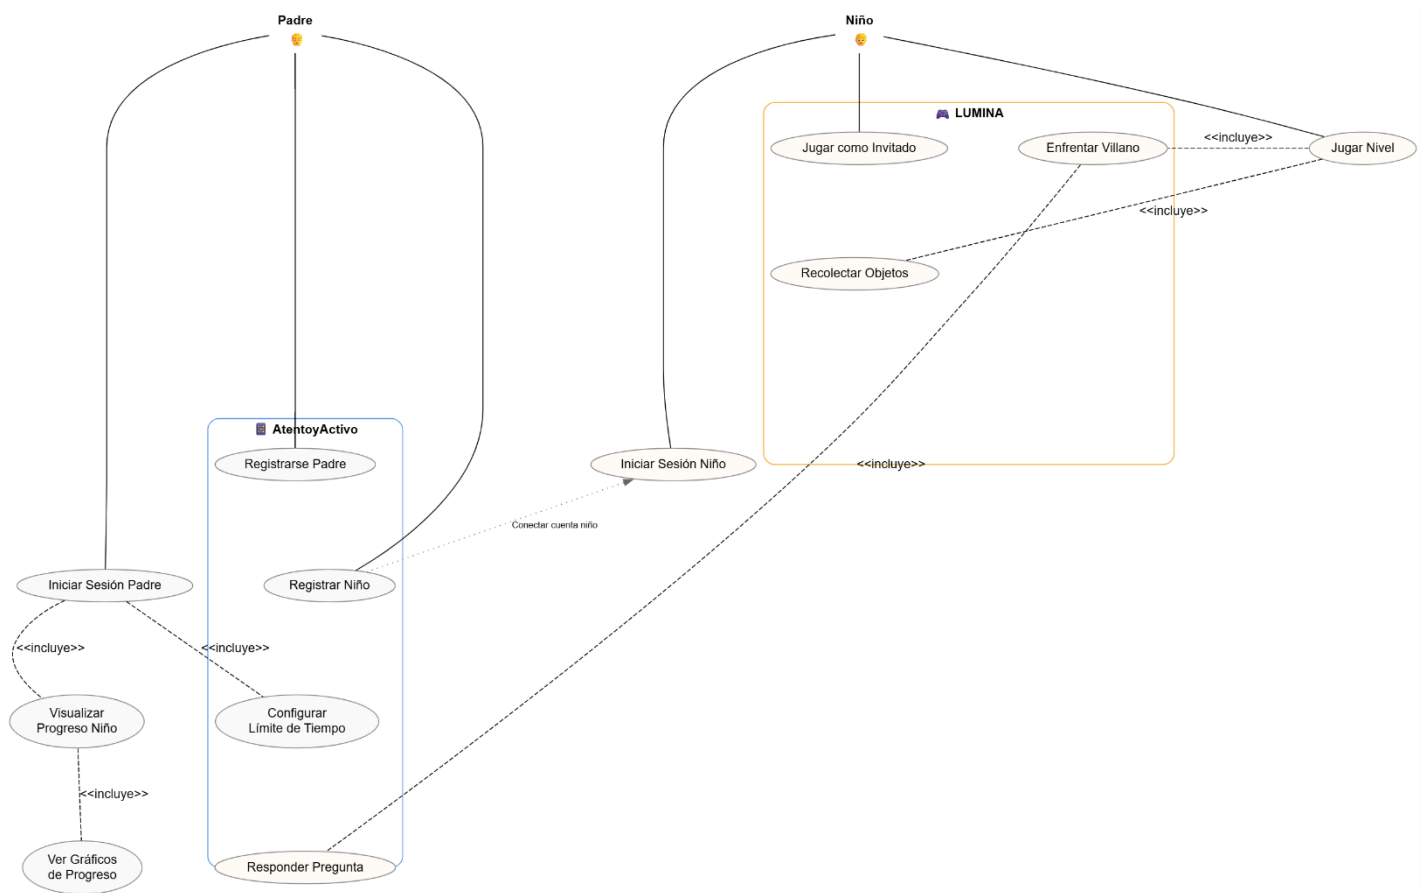 Padre
Niño
LUMINA
Jugar como Invitado
Enfrentar Villano
<<incluye>>
Jugar Nivel
<<incluye>>
Recolectar Objetos
AtentoyActivo
Registrarse Padre
Iniciar Sesión Niño
<<incluye>>
Conectar cuenta niño
Iniciar Sesión Padre
Registrar Niño
<<incluye>>
<<incluye>>
Visualizar
Progreso Niño
Configurar
Límite de Tiempo
<<incluye>>
Ver Gráficos
de Progreso
Responder Pregunta